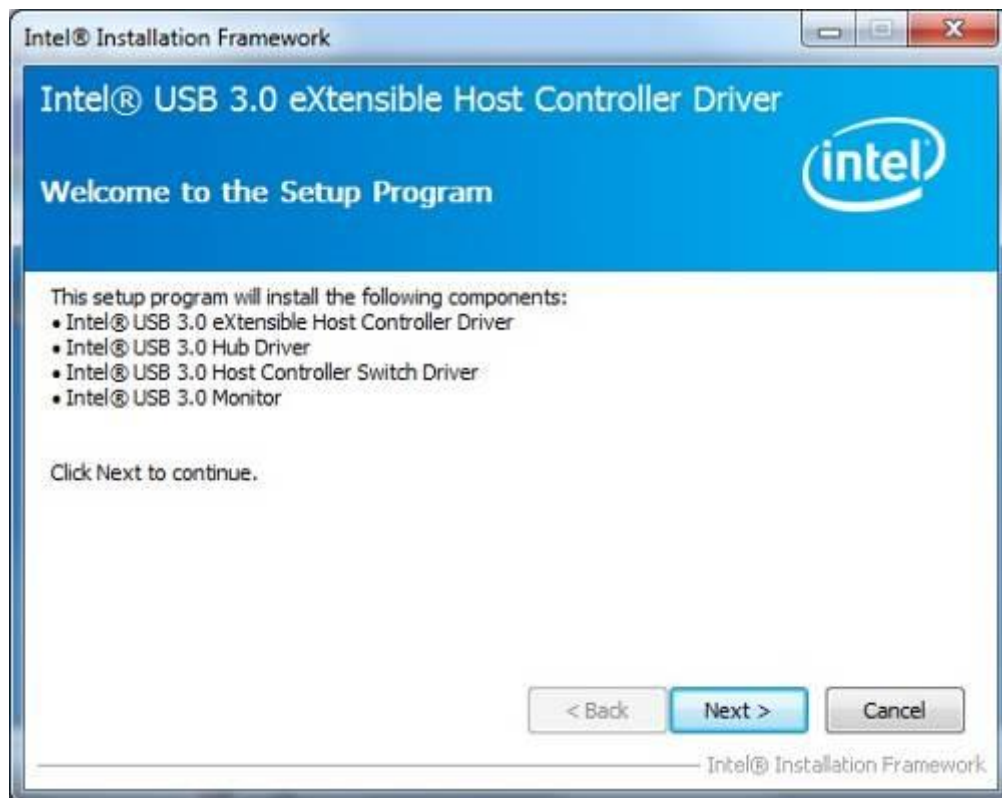 Intel® Installation Framework
Intel® USB 3.0 eXtensible Host Controller Driver
intel
Welcome to the Setup Program
This setup program will install the following components:
• Intel® USB 3.0 eXtensible Host Controller Driver
• Intel® USB 3.0 Hub Driver
• Intel® USB 3.0 Host Controller Switch Driver
• Intel® USB 3.0 Monitor
Click Next to continue.
< Back Next > Cancel
Intel® Installation Framework